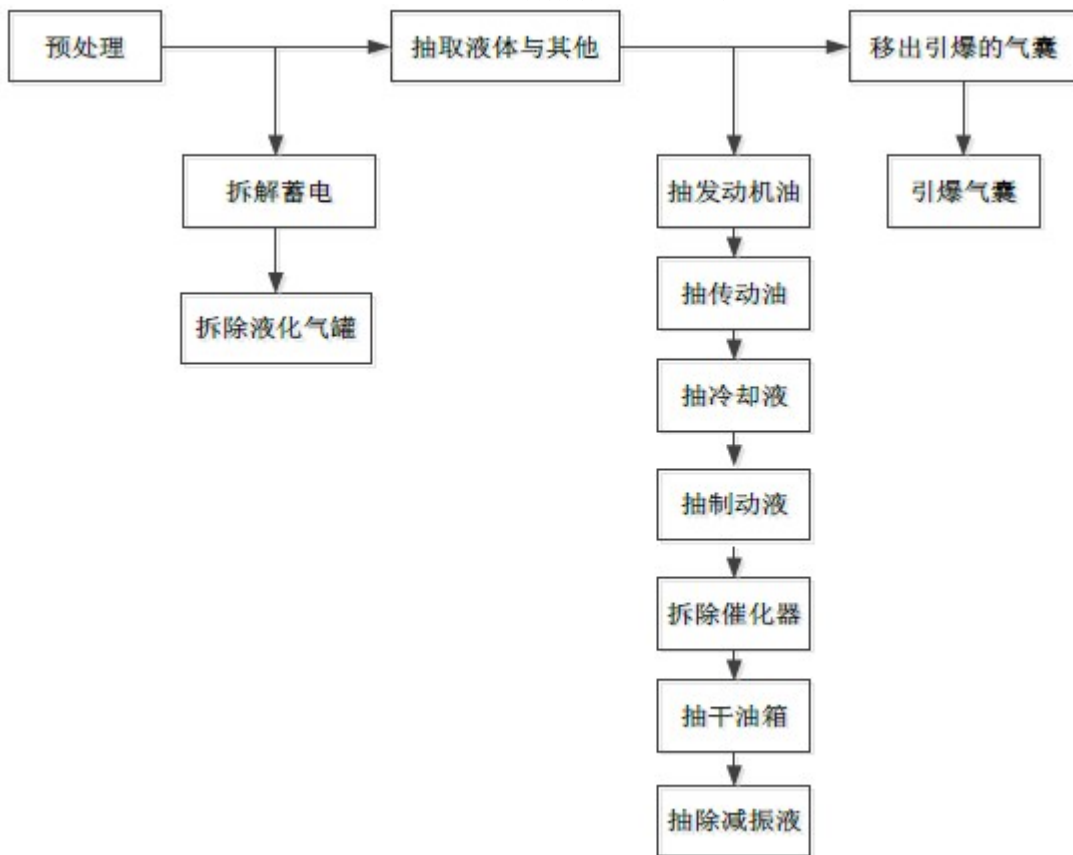 预处理
抽取液体与其他
移出引爆的气囊
拆解蓄电
抽发动机油
引爆气囊
抽传动油
拆除液化气罐
抽冷却液
抽制动液
拆除催化器
抽干油箱
抽除减振液